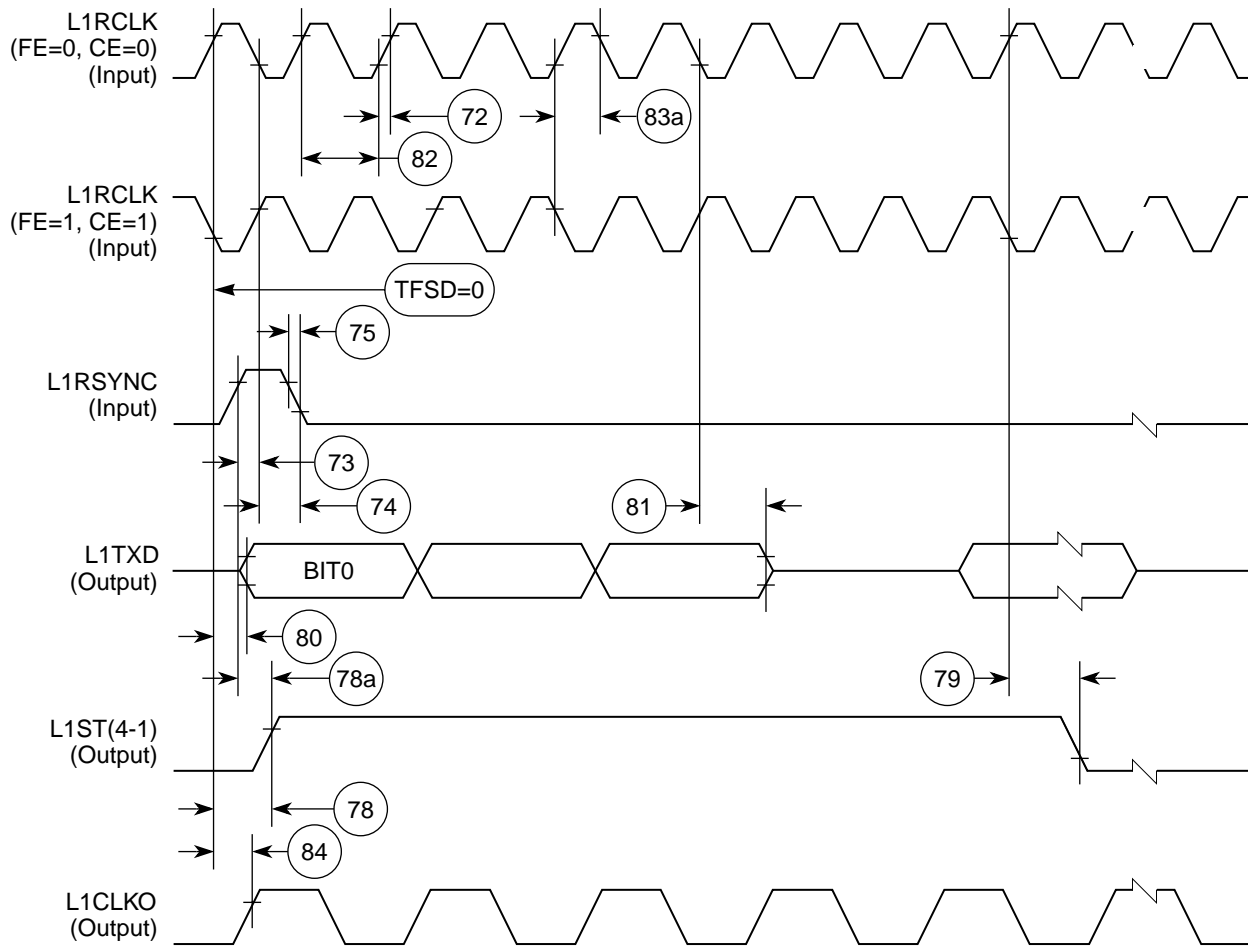 L1RCLK
(FE=0, CE=0)
(Input)
72
83a
82
L1RCLK
(FE=1, CE=1)
(Input)
TFSD=0
75
L1RSYNC
(Input)
73
74
81
L1TXD
(Output)
BIT0
80
78a
79
L1ST(4-1)
(Output)
78
84
L1CLKO
(Output)